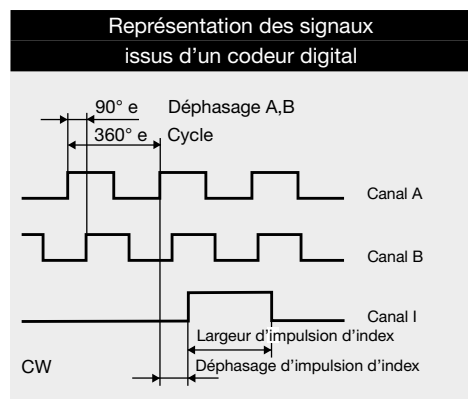 Représentation des signaux
issus d'un codeur digital
90° e Déphasage A,B
360° e Cycle
Canal A
Canal B
Canal I
Largeur d'impulsion d'index
CW
Déphasage d'impulsion d'index